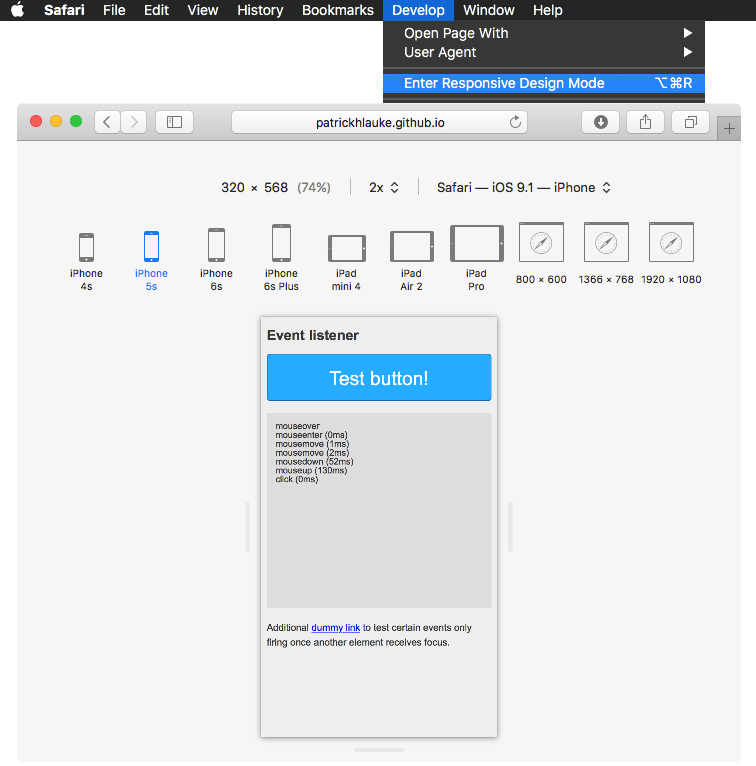 Safari File Edit View History Bookmarks Develop Window Help
Open Page With
User Agent
Enter Responsive Design Mode ⌥⌘R
patrickhlauke.github.io
320 × 568 (74%) 2x Safari — iOS 9.1 — iPhone
iPhone 4s
iPhone 5s
iPhone 6s
iPhone 6s Plus
iPad mini 4
iPad Air 2
iPad Pro
800 × 600
1366 × 768
1920 × 1080
Event listener
Test button!
mouseover
mouseenter (0ms)
mousemove (1ms)
mousemove (2ms)
mousedown (52ms)
mouseup (130ms)
click (0ms)
Additional dummy link to test certain events only
firing once another element receives focus.